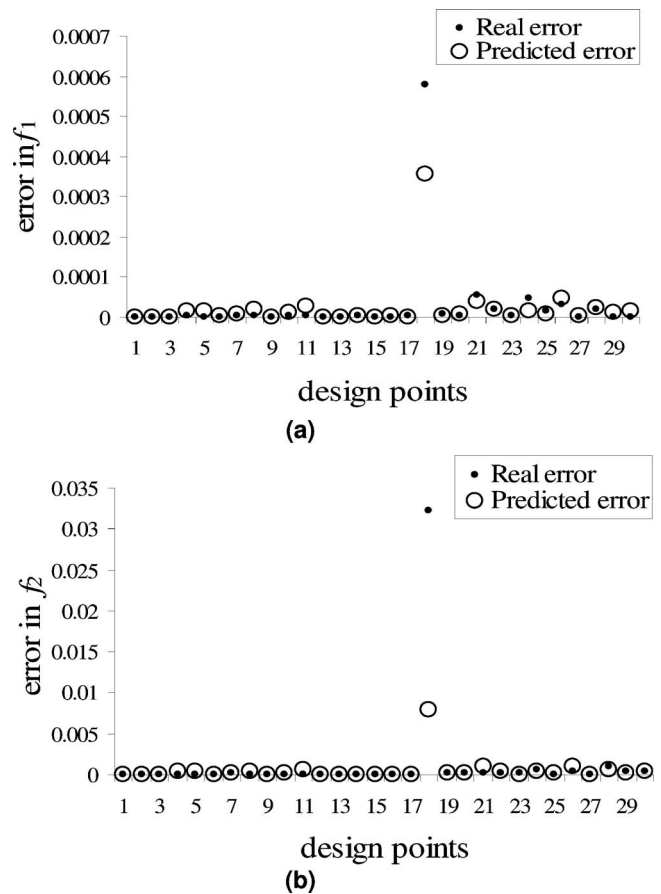 Real error
Predicted error
0.0007
0.0006
0.0005
0.0004
0.0003
0.0002
0.0001
0
error in f1
1 3 5 7 9 11 13 15 17 19 21 23 25 27 29
design points
(a)
Real error
Predicted error
0.035
0.03
0.025
0.02
0.015
0.01
0.005
0
error in f2
1 3 5 7 9 11 13 15 17 19 21 23 25 27 29
design points
(b)